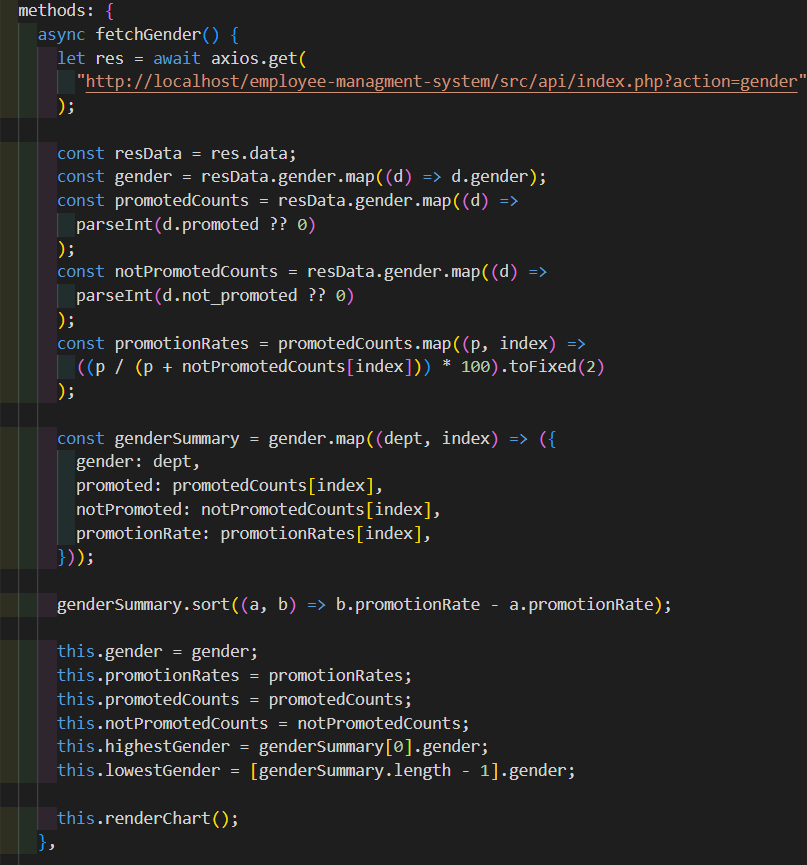 methods: {
async fetchGender() {
let res = await axios.get(
"http://localhost/employee-managment-system/src/api/index.php?action=gender"
);
const resData = res.data;
const gender = resData.gender.map((d) => d.gender);
const promotedCounts = resData.gender.map((d) =>
parseInt(d.promoted ?? 0)
);
const notPromotedCounts = resData.gender.map((d) =>
parseInt(d.not_promoted ?? 0)
);
const promotionRates = promotedCounts.map((p, index) =>
((p / (p + notPromotedCounts[index])) * 100).toFixed(2)
);
const genderSummary = gender.map((dept, index) => ({
gender: dept,
promoted: promotedCounts[index],
notPromoted: notPromotedCounts[index],
promotionRate: promotionRates[index],
}));
genderSummary.sort((a, b) => b.promotionRate - a.promotionRate);
this.gender = gender;
this.promotionRates = promotionRates;
this.promotedCounts = promotedCounts;
this.notPromotedCounts = notPromotedCounts;
this.highestGender = genderSummary[0].gender;
this.lowestGender = [genderSummary.length - 1].gender;
this.renderChart();
},